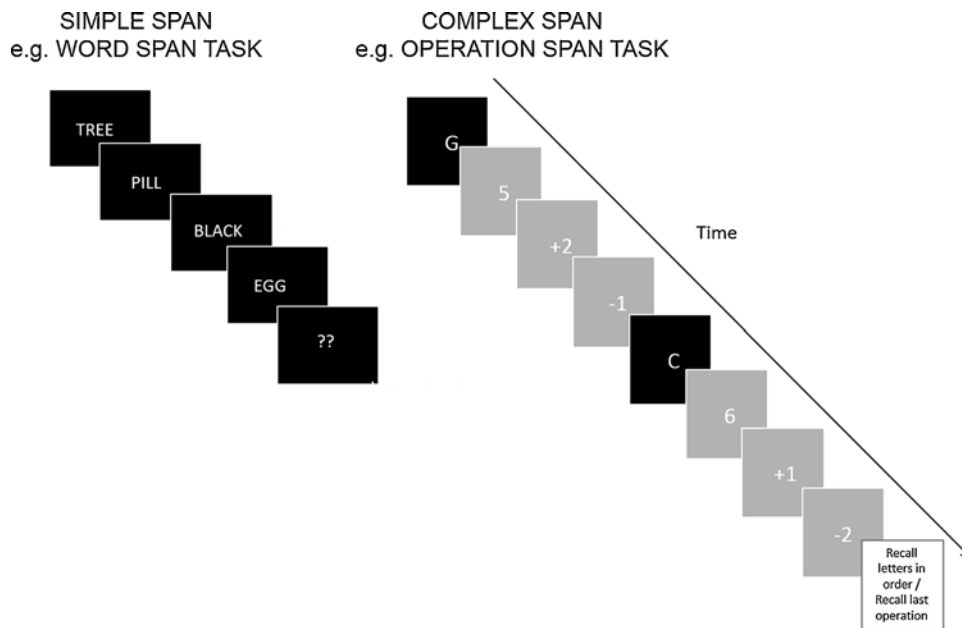 SIMPLE SPAN
e.g. WORD SPAN TASK
TREE
PILL
BLACK
EGG
??
COMPLEX SPAN
e.g. OPERATION SPAN TASK
G
5
+2
-1
C
6
+1
-2
Time
Recall
letters in
order /
Recall last
operation